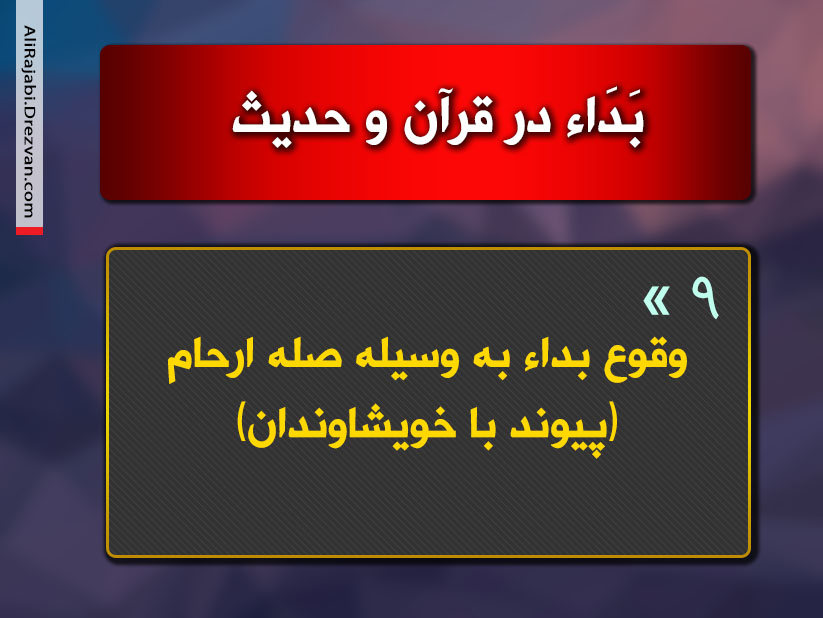 بَدَاء در قرآن و حدیث
۹ »
وقوع بداء به وسیله صله ارحام
(پیوند با خویشاوندان)
AliRajabi.Drezvan.com